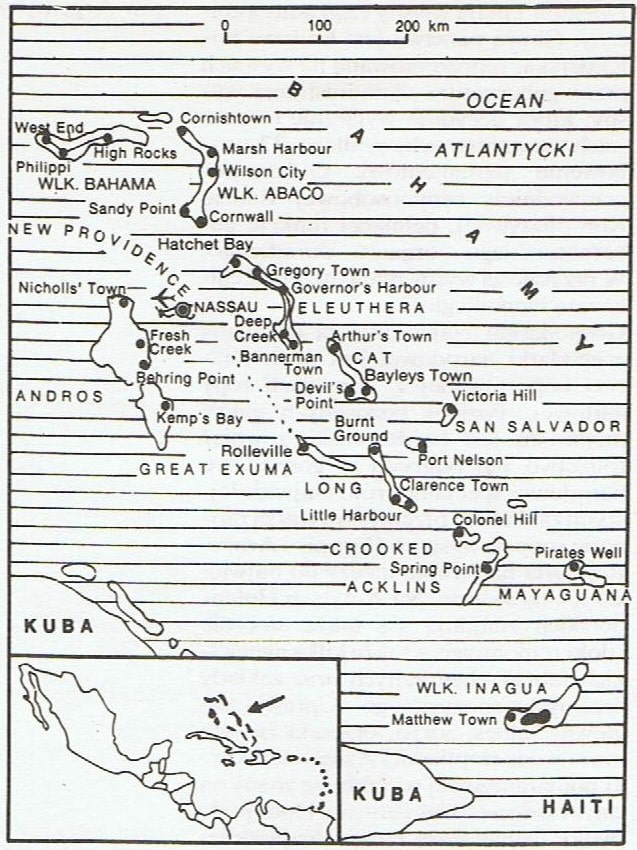 0 100 200 km
B A H A M
Y
OCEAN
ATLANTYCKI
Cornishtown
West End
High Rocks
Philippi
WLK. BAHAMA
Marsh Harbour
Wilson City
WLK. ABACO
Sandy Point
Cornwall
NEW PROVIDENCE
Hatchet Bay
Gregory Town
Nicholls' Town
Governor's Harbour
NASSAU
ELEUTHERA
Deep
Creek
Arthur's Town
Fresh
Creek
Bannerman
Town
CAT
Bayleys Town
Behring Point
Devil's
Point
Victoria Hill
ANDROS
Kemp's Bay
SAN SALVADOR
Burnt
Ground
Rolleville
Port Nelson
GREAT EXUMA
LONG
Clarence Town
Little Harbour
Colonel Hill
CROOKED
Pirates Well
Spring Point
ACKLINS
MAYAGUANA
KUBA
WLK. INAGUA
Matthew Town
KUBA
HAITI